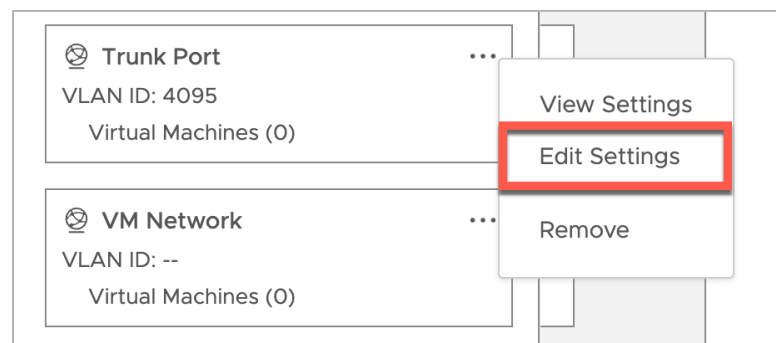 Trunk Port
VLAN ID: 4095
Virtual Machines (0)
View Settings
Edit Settings
Remove
VM Network
VLAN ID: --
Virtual Machines (0)